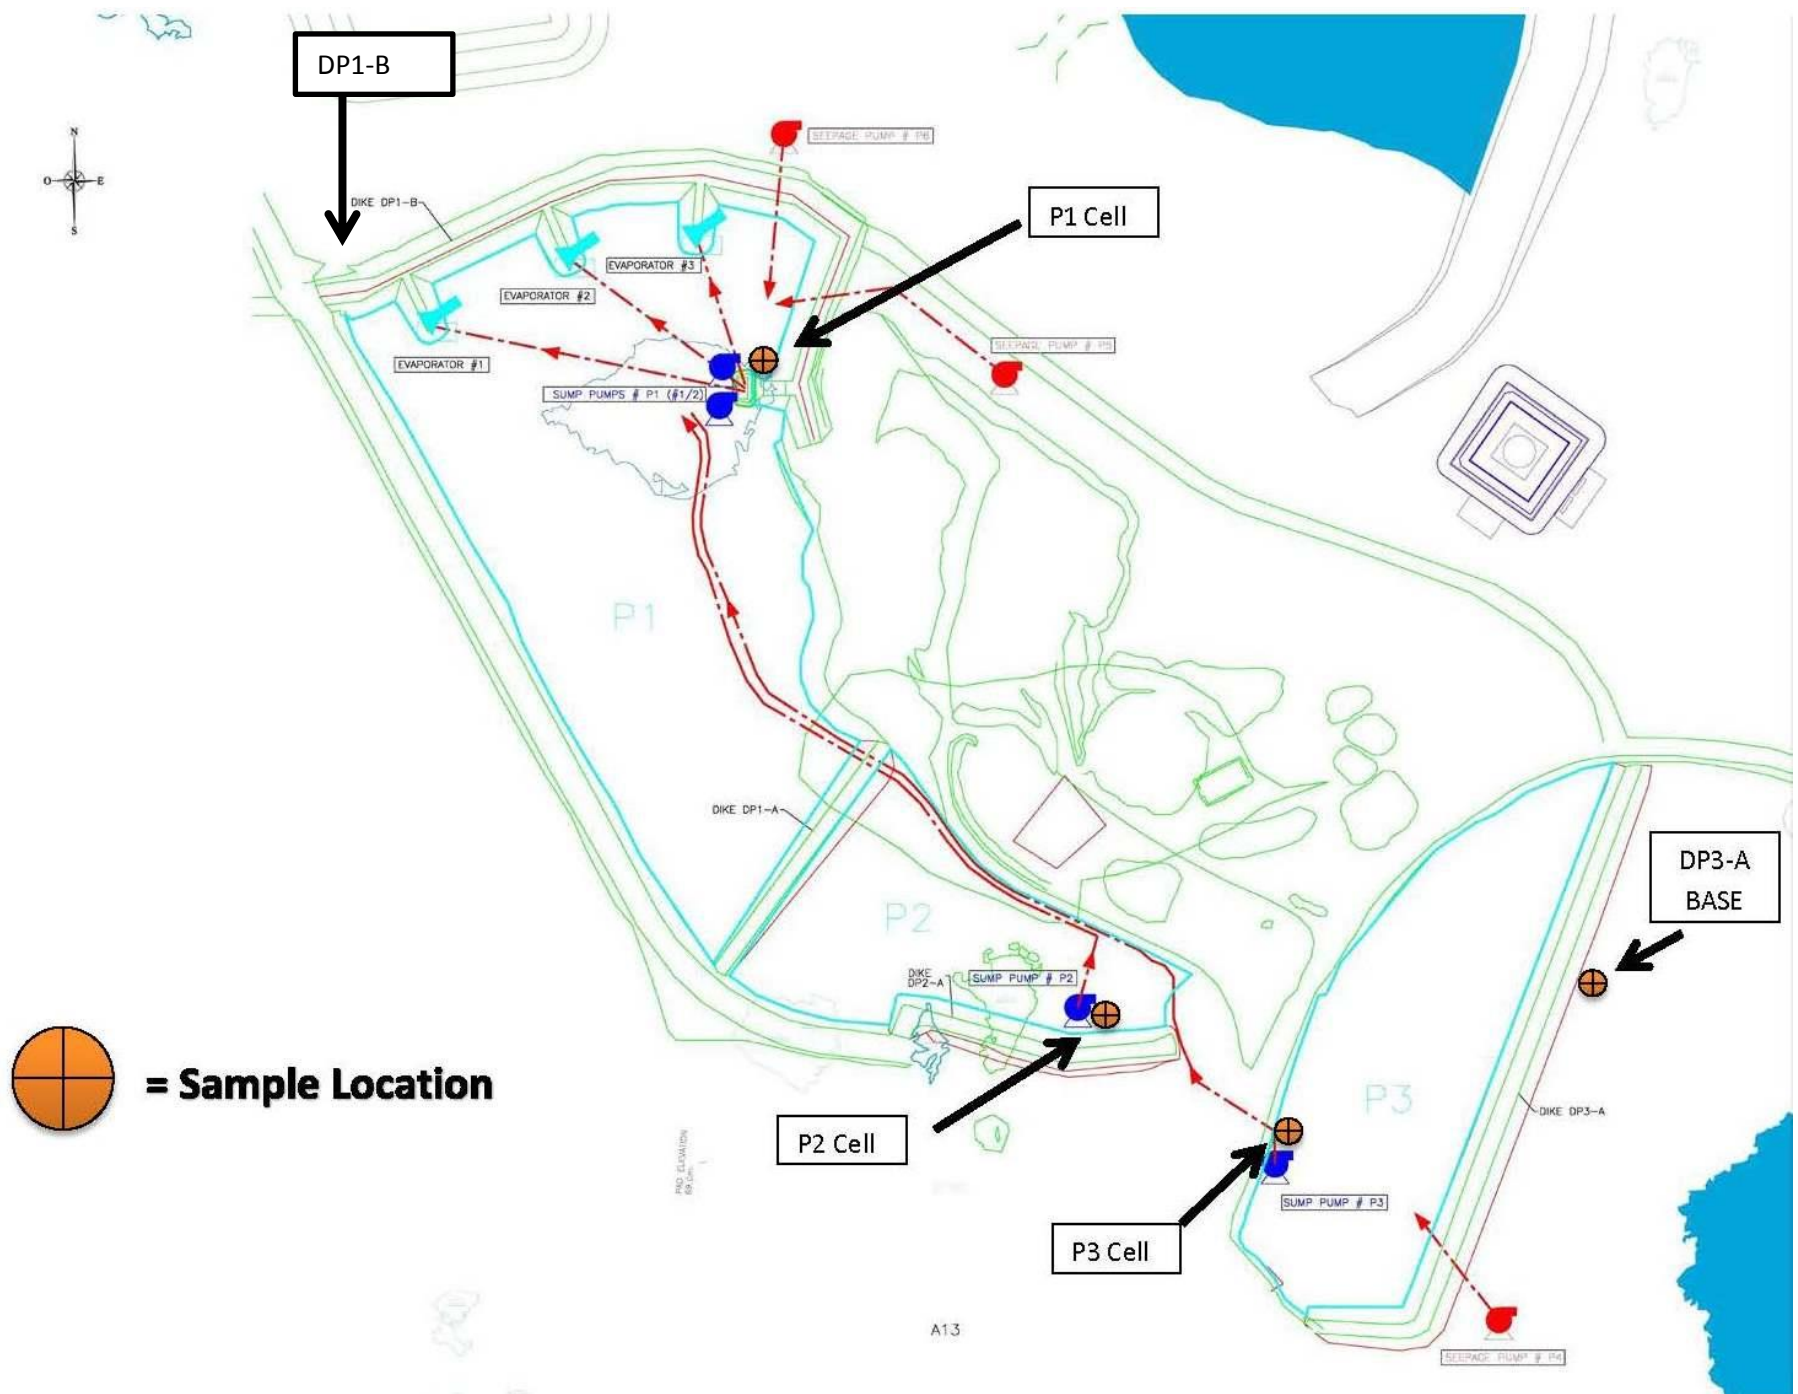 DP1-B
N
O
E
S
SEEPAGE PUMP # P6
DIKE DP1-B
P1 Cell
EVAPORATOR #3
EVAPORATOR #2
EVAPORATOR #1
SEEPAGE PUMP # P5
SUMP PUMPS # P1 (#1/2)
P1
DIKE DP1-A
DP3-A
BASE
P2
DIKE
DP2-A
SUMP PUMP # P2
= Sample Location
P3
DIKE DP3-A
P2 Cell
PAD ELEVATION
SUMP PUMP # P3
P3 Cell
A13
SEEPAGE PUMP # P4